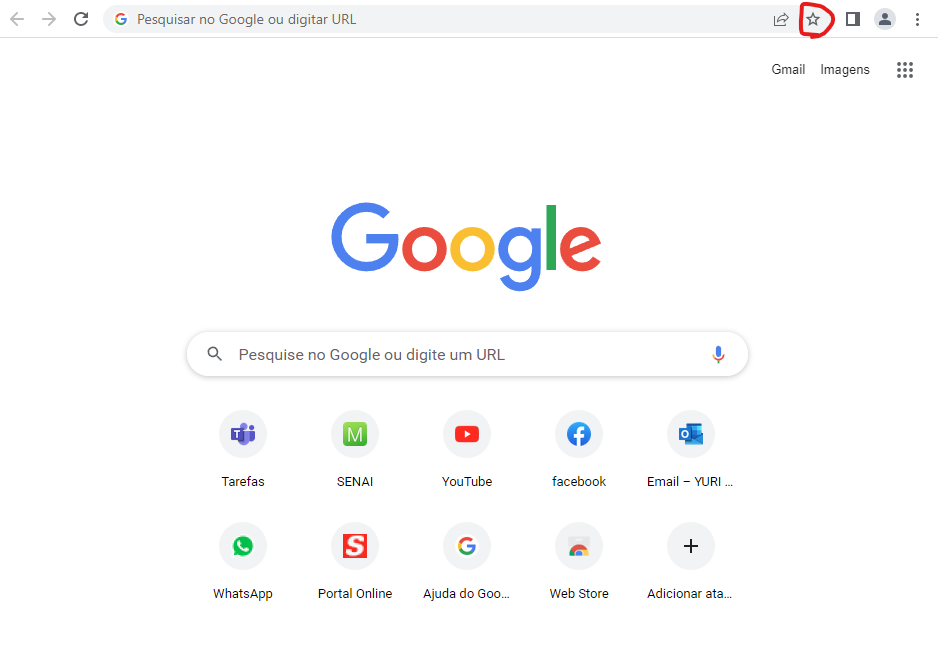 Pesquisar no Google ou digitar URL
Gmail Imagens
Google
Pesquise no Google ou digite um URL
Tarefas SENAI YouTube facebook Email – YURI ...
WhatsApp Portal Online Ajuda do Goo... Web Store Adicionar ata...